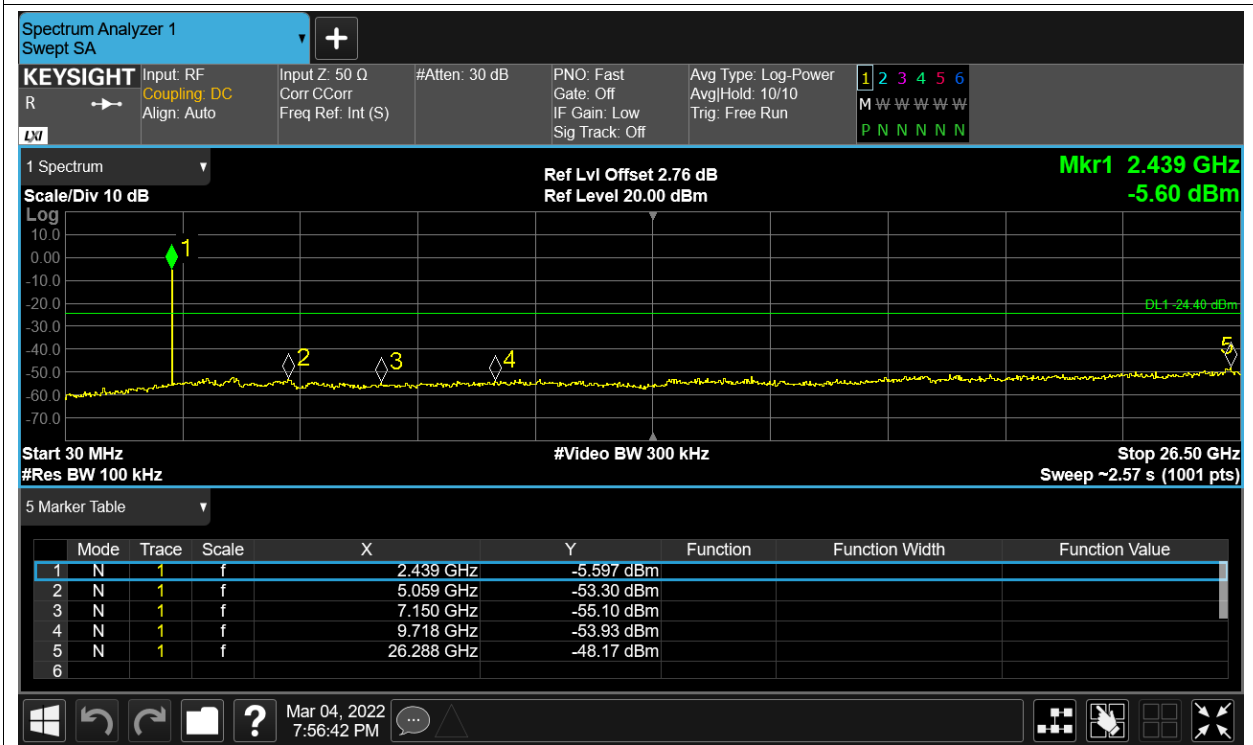 Spectrum Analyzer 1
Swept SA
KEYSIGHT
R
LXI
Input: RF
Coupling: DC
Align: Auto
Input Z: 50 Ω
Corr CCorr
Freq Ref: Int (S)
#Atten: 30 dB
PNO: Fast
Gate: Off
IF Gain: Low
Sig Track: Off
Avg Type: Log-Power
Avg|Hold: 10/10
Trig: Free Run
1 2 3 4 5 6
M W W W W W
P N N N N N
1 Spectrum
Scale/Div 10 dB
Ref Lvl Offset 2.76 dB
Ref Level 20.00 dBm
Mkr1 2.439 GHz
-5.60 dBm
Log
10.0
0.00
-10.0
-20.0
-30.0
-40.0
-50.0
-60.0
-70.0
1
2
3
4
5
DL1 -24.40 dBm
Start 30 MHz
#Res BW 100 kHz
#Video BW 300 kHz
Stop 26.50 GHz
Sweep ~2.57 s (1001 pts)
5 Marker Table
Mode Trace Scale X Y Function Function Width Function Value
1 N 1 f 2.439 GHz -5.597 dBm
2 N 1 f 5.059 GHz -53.30 dBm
3 N 1 f 7.150 GHz -55.10 dBm
4 N 1 f 9.718 GHz -53.93 dBm
5 N 1 f 26.288 GHz -48.17 dBm
6
?
Mar 04, 2022
7:56:42 PM